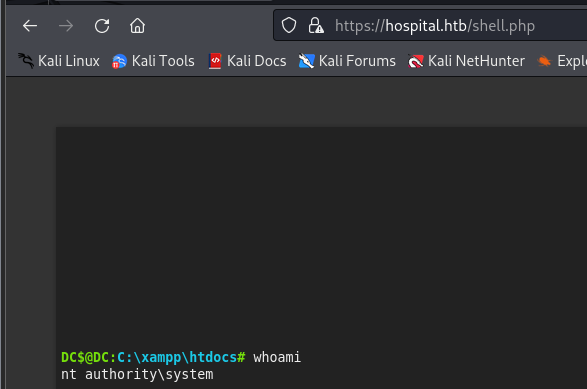 https://hospital.htb/shell.php
Kali Linux Kali Tools Kali Docs Kali Forums Kali NetHunter
DC$@DC:C:\xampp\htdocs# whoami
nt authority\system